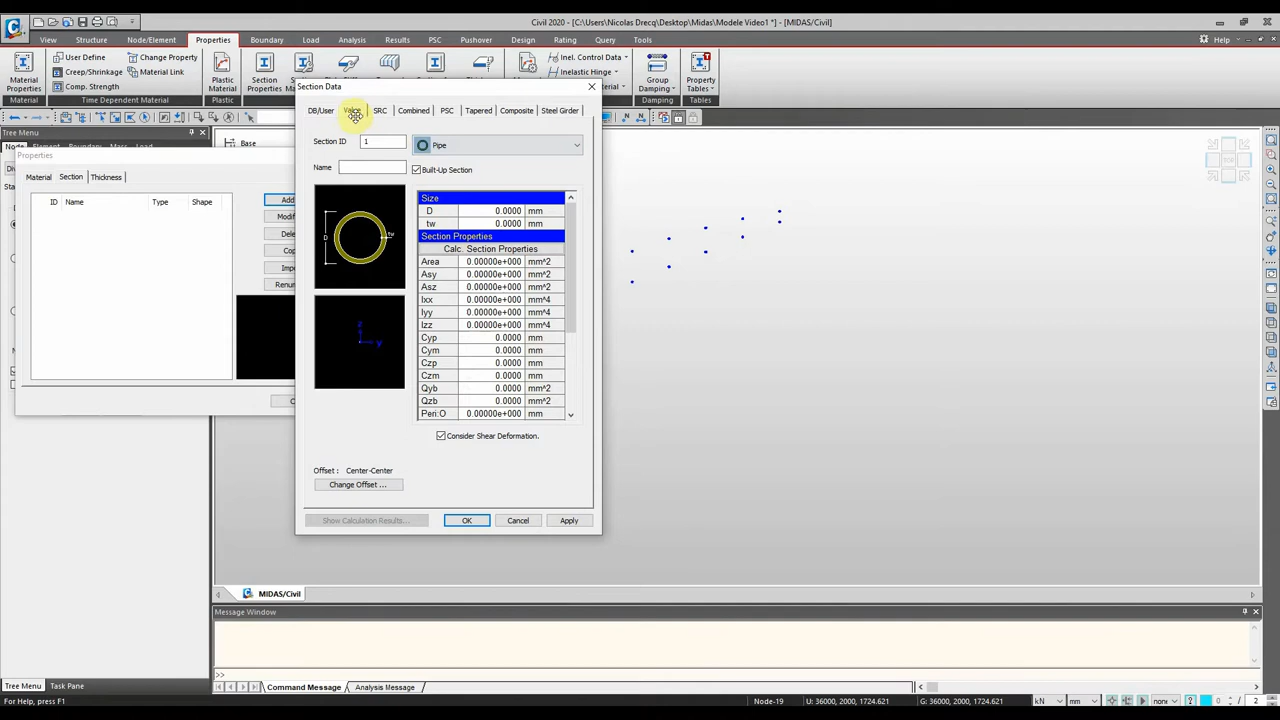 Civil 2020 - [C:\Users\Nicolas Drecq\Desktop\Midas\Modele Video1 *] - [MIDAS/Civil]
View Structure Node/Element Properties Boundary Load Analysis Results PSC Pushover Design Rating Query Tools Help
Material Properties
Material
User Define
Creep/Shrinkage
Comp. Strength
Change Property
Material Link
Time Dependent Material
Plastic Material
Plastic
Section Properties
Inel. Control Data
Inelastic Hinge
Group Damping
Damping
Property Tables
Tables
Tree Menu
Base
Properties
Material Section Thickness
ID Name Type Shape
Add
Section Data
DB/User Value SRC Combined PSC Tapered Composite Steel Girder
Section ID 1 Pipe
Name Built-Up Section
D tw
z
y
Size
D 0.0000 mm
tw 0.0000 mm
Section Properties
Calc. Section Properties
Area 0.00000e+000 mm^2
Asy 0.00000e+000 mm^2
Asz 0.00000e+000 mm^2
Ixx 0.00000e+000 mm^4
Iyy 0.00000e+000 mm^4
Izz 0.00000e+000 mm^4
Cyp 0.0000 mm
Cym 0.0000 mm
Czp 0.0000 mm
Czm 0.0000 mm
Qyb 0.0000 mm^2
Qzb 0.0000 mm^2
Peri:O 0.00000e+000 mm
Consider Shear Deformation.
Offset : Center-Center
Change Offset ...
Show Calculation Results...
OK Cancel Apply
MIDAS/Civil
Message Window
>>
Tree Menu Task Pane Command Message Analysis Message
For Help, press F1 Node-19 U: 36000, 2000, 1724.621 G: 36000, 2000, 1724.621 kN mm none 0 / 2